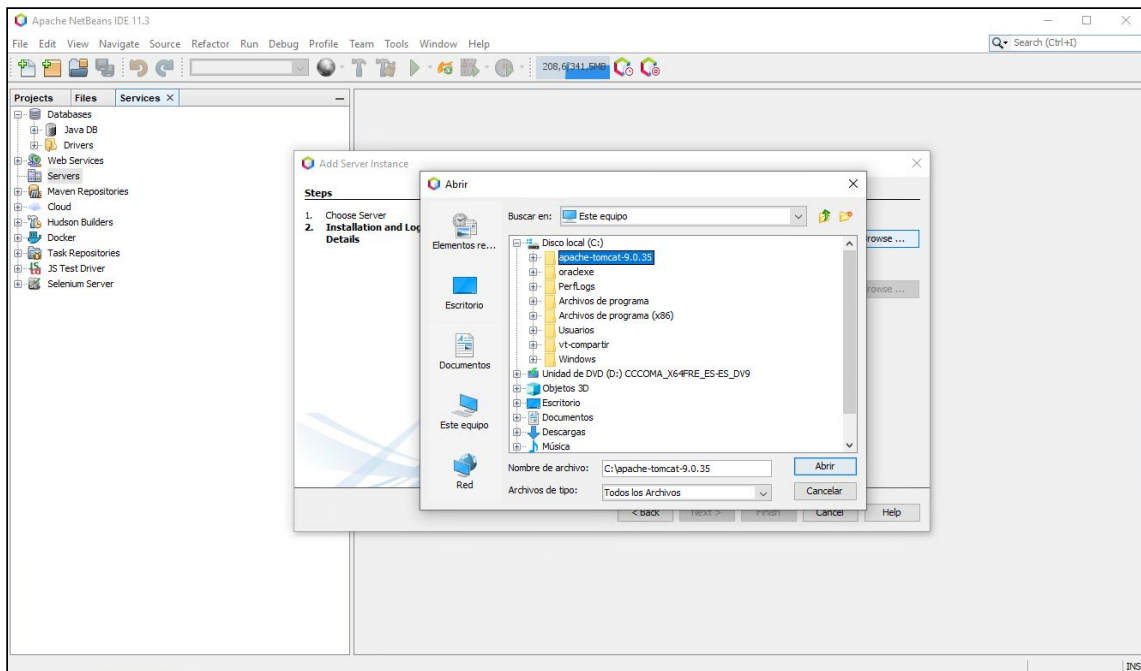 Apache NetBeans IDE 11.3
File Edit View Navigate Source Refactor Run Debug Profile Team Tools Window Help
Search (Ctrl+I)
Projects Files Services
Databases
Java DB
Drivers
Web Services
Servers
Maven Repositories
Cloud
Hudson Builders
Docker
Task Repositories
JS Test Driver
Selenium Server
Add Server Instance
Steps
1. Choose Server
2. Installation and Log
Details
rowse ...
rowse ...
Abrir
Buscar en: Este equipo
Elementos re...
Escritorio
Documentos
Este equipo
Red
Disco local (C:)
apache-tomcat-9.0.35
oraclexe
PerfLogs
Archivos de programa
Archivos de programa (x86)
Usuarios
vt-compartir
Windows
Unidad de DVD (D:) CCCOMA_X64FRE_ES-ES_DV9
Objetos 3D
Escritorio
Documentos
Descargas
Música
Nombre de archivo: C:\apache-tomcat-9.0.35 Abrir
Archivos de tipo: Todos los Archivos Cancelar
< Back Next > Finish Cancel Help
INS